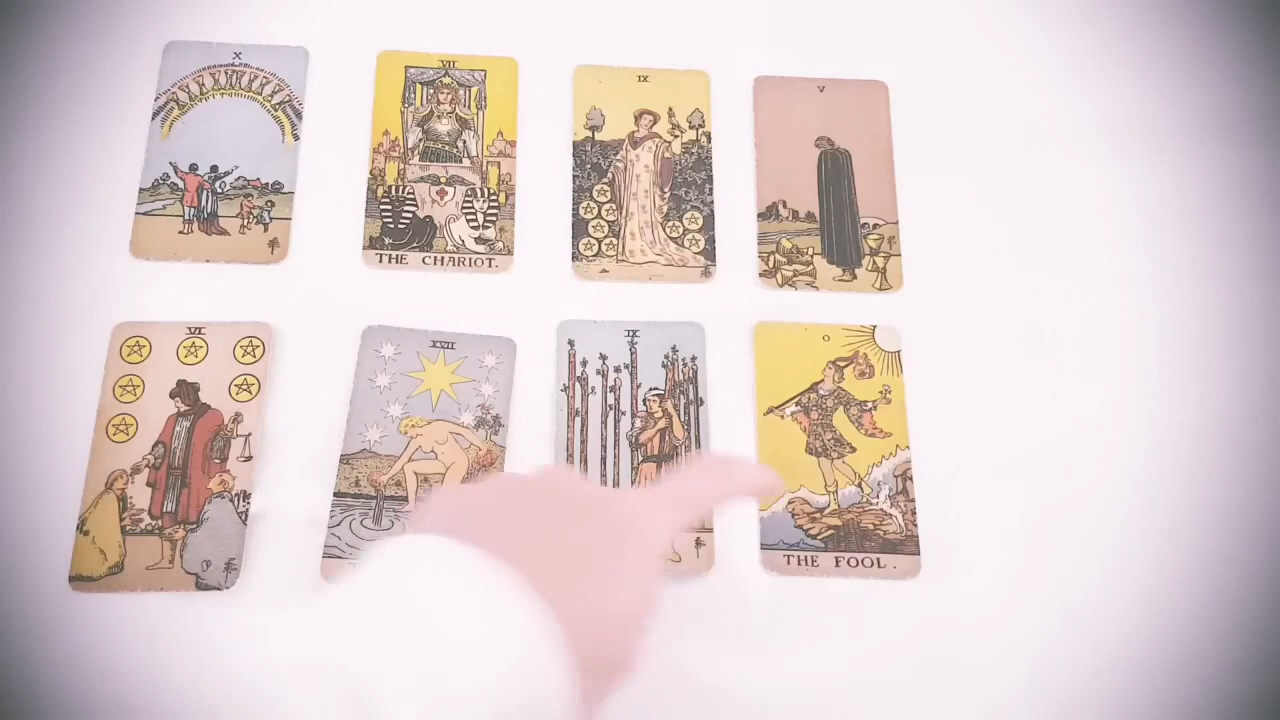 X
VII
THE CHARIOT.
IX
V
VI
XVII
IX
0
THE FOOL.